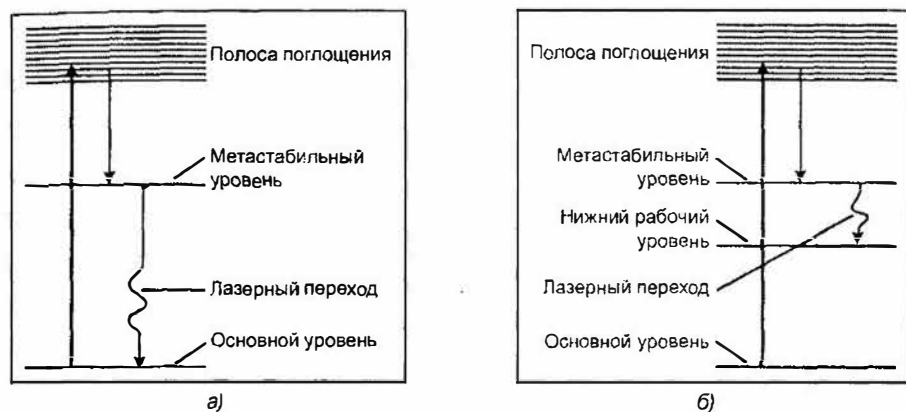 Полоса поглощения
Метастабильный
уровень
Лазерный переход
Основной уровень
а)
Полоса поглощения
Метастабильный
уровень
Нижний рабочий
уровень
Лазерный переход
Основной уровень
б)